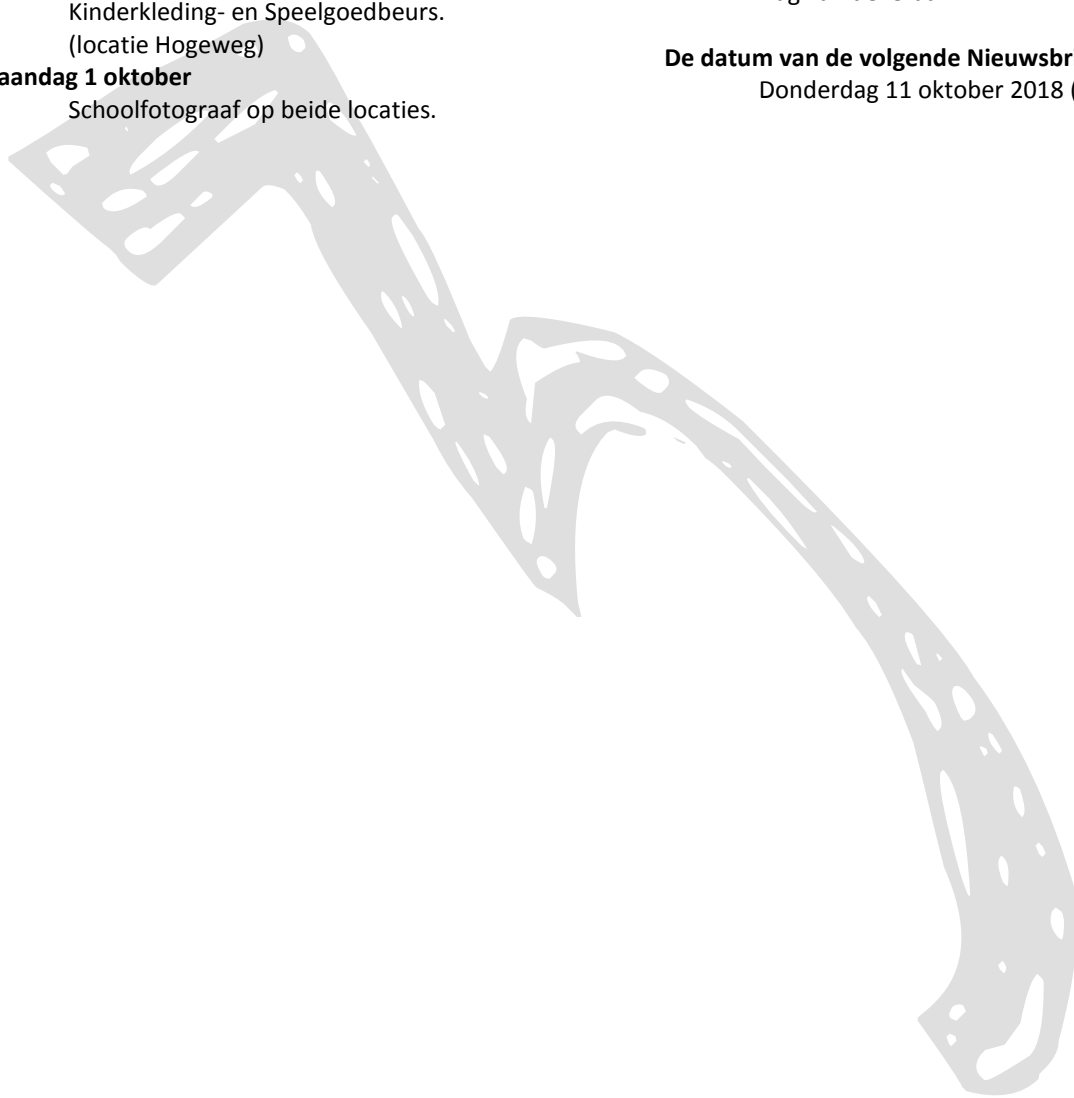 Kinderkleding- en Speelgoedbeurs.
(locatie Hogeweg)
aandag 1 oktober
Schoolfotograaf op beide locaties.
De datum van de volgende Nieuwsbr
Donderdag 11 oktober 2018 (